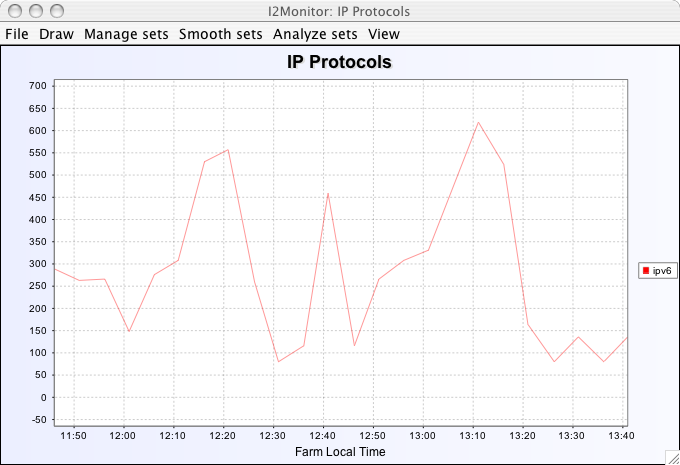 I2Monitor: IP Protocols
File Draw Manage sets Smooth sets Analyze sets View
IP Protocols
700
650
600
550
500
450
400
350
300
250
200
150
100
50
0
-50
ipv6
11:50 12:00 12:10 12:20 12:30 12:40 12:50 13:00 13:10 13:20 13:30 13:40
Farm Local Time